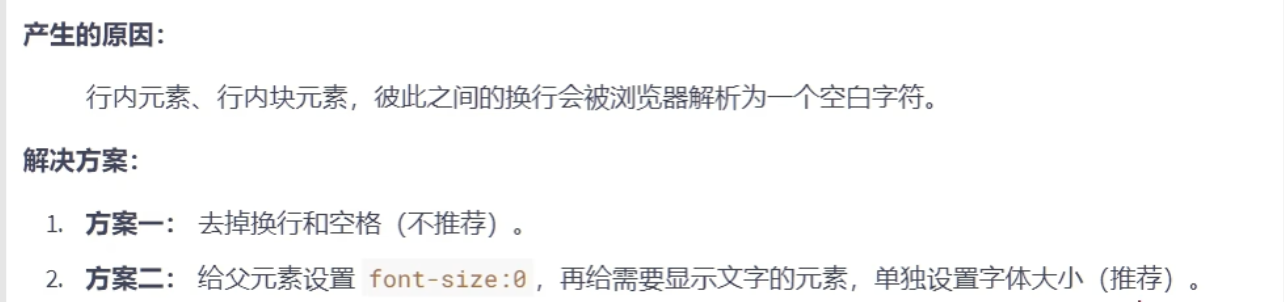 产生的原因：
行内元素、行内块元素，彼此之间的换行会被浏览器解析为一个空白字符。
解决方案：
1. 方案一： 去掉换行和空格（不推荐）。
2. 方案二： 给父元素设置 font-size:0，再给需要显示文字的元素，单独设置字体大小（推荐）。